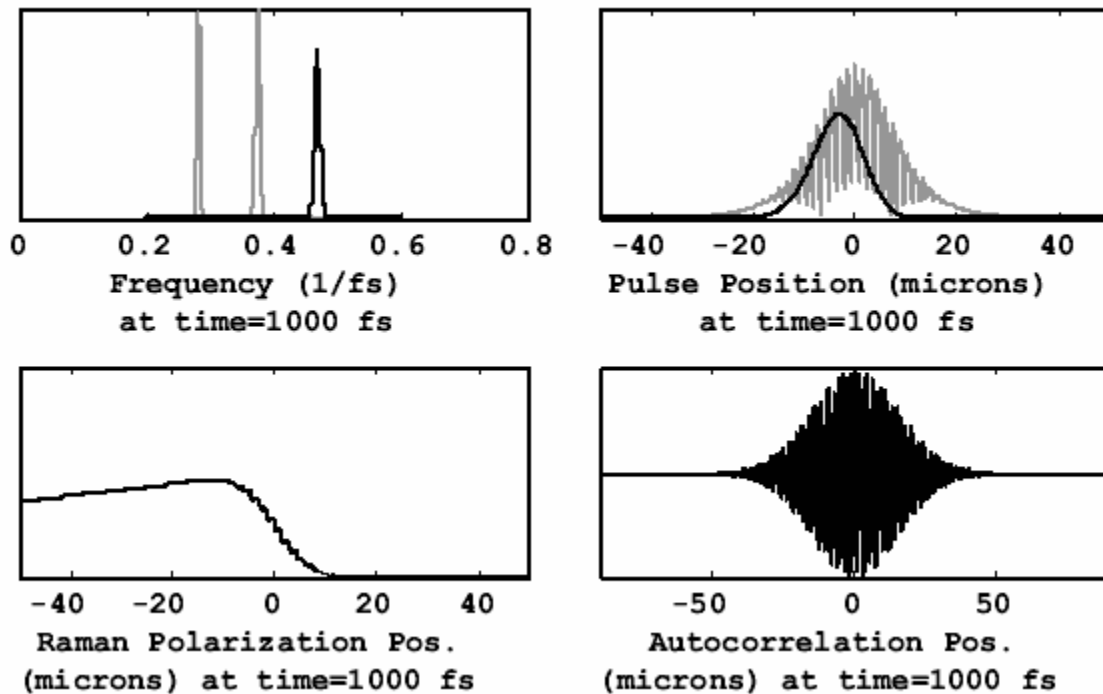 0 0.2 0.4 0.6 0.8
Frequency (1/fs)
at time=1000 fs
-40 -20 0 20 40
Pulse Position (microns)
at time=1000 fs
-40 -20 0 20 40
Raman Polarization Pos.
(microns) at time=1000 fs
-50 0 50
Autocorrelation Pos.
(microns) at time=1000 fs